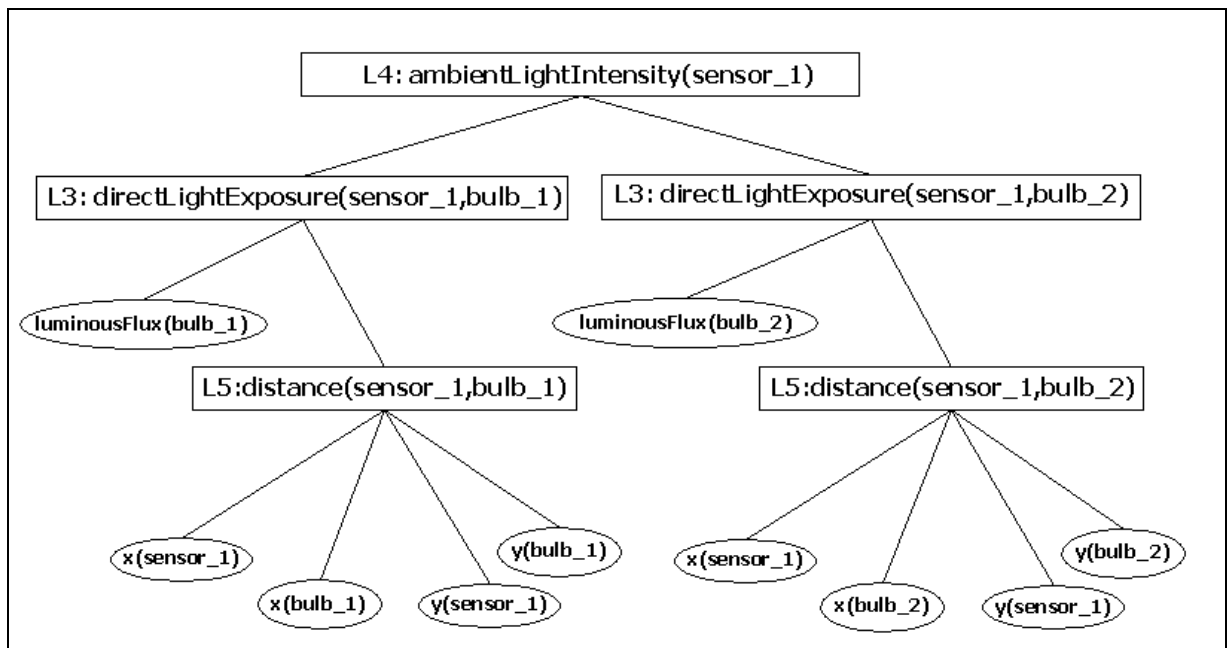 L4: ambientLightIntensity(sensor_1)
L3: directLightExposure(sensor_1,bulb_1)
L3: directLightExposure(sensor_1,bulb_2)
luminousFlux(bulb_1)
luminousFlux(bulb_2)
L5:distance(sensor_1,bulb_1)
L5:distance(sensor_1,bulb_2)
x(sensor_1)
x(bulb_1)
y(sensor_1)
y(bulb_1)
x(sensor_1)
x(bulb_2)
y(sensor_1)
y(bulb_2)